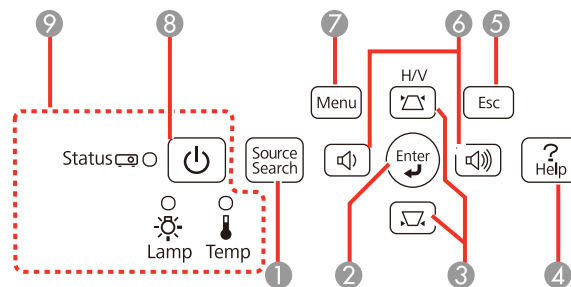 9 8 7 6 5
H/V
Menu
Esc
Status
Source
Search
Enter
?
Help
Lamp Temp
1 2 3 4